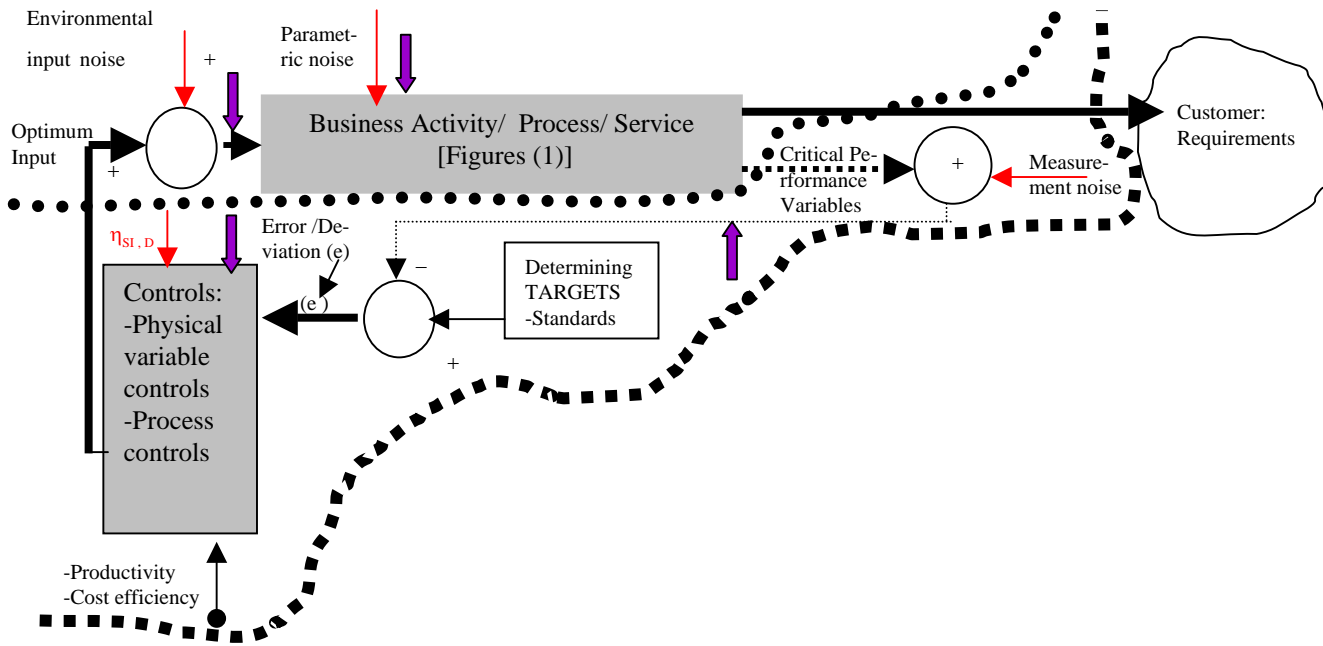 Environmental
input noise
+
Paramet-
ric noise
–
Optimum
Input
+
Business Activity/ Process/ Service
[Figures (1)]
Customer:
Requirements
Critical Pe-
rformance
Variables
+
Measure-
ment noise
ηSI, D
Error /De-
viation (e)
(e )
–
+
Determining
TARGETS
-Standards
Controls:
-Physical
variable
controls
-Process
controls
-Productivity
-Cost efficiency